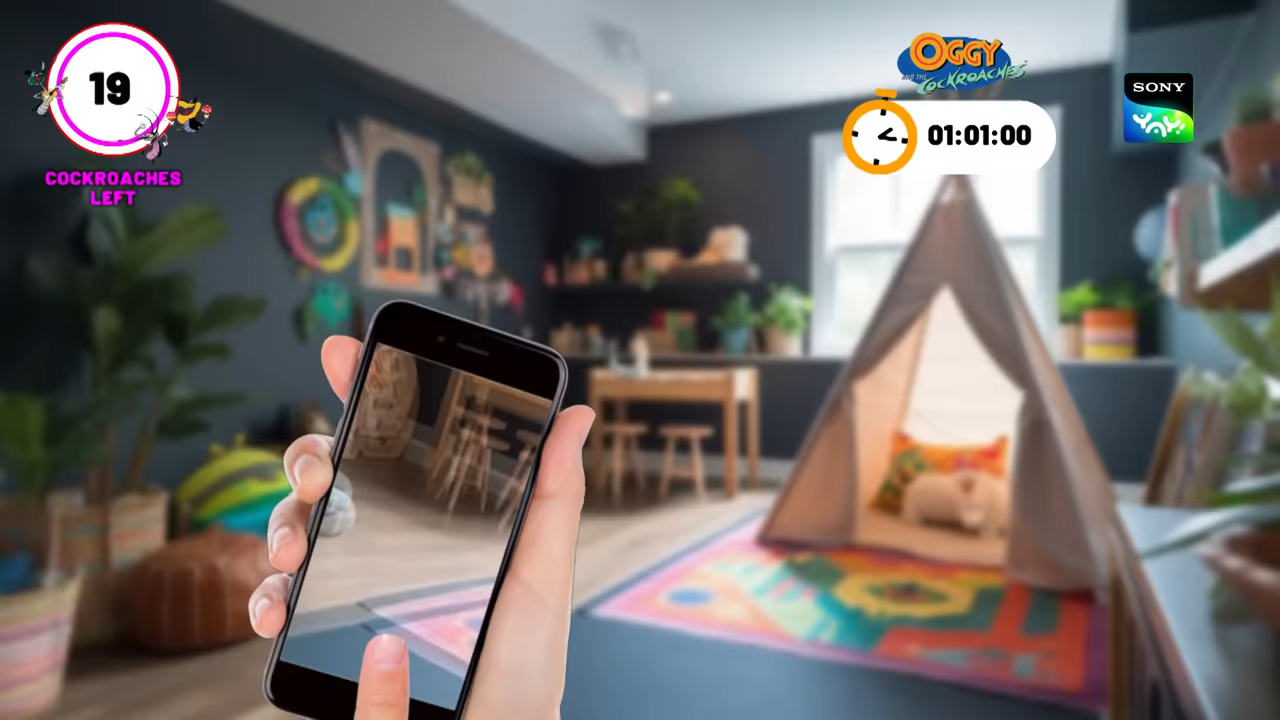 19
COCKROACHES
LEFT
OGGY
AND THE
COCKROACHES
01:01:00
SONY
YAY!